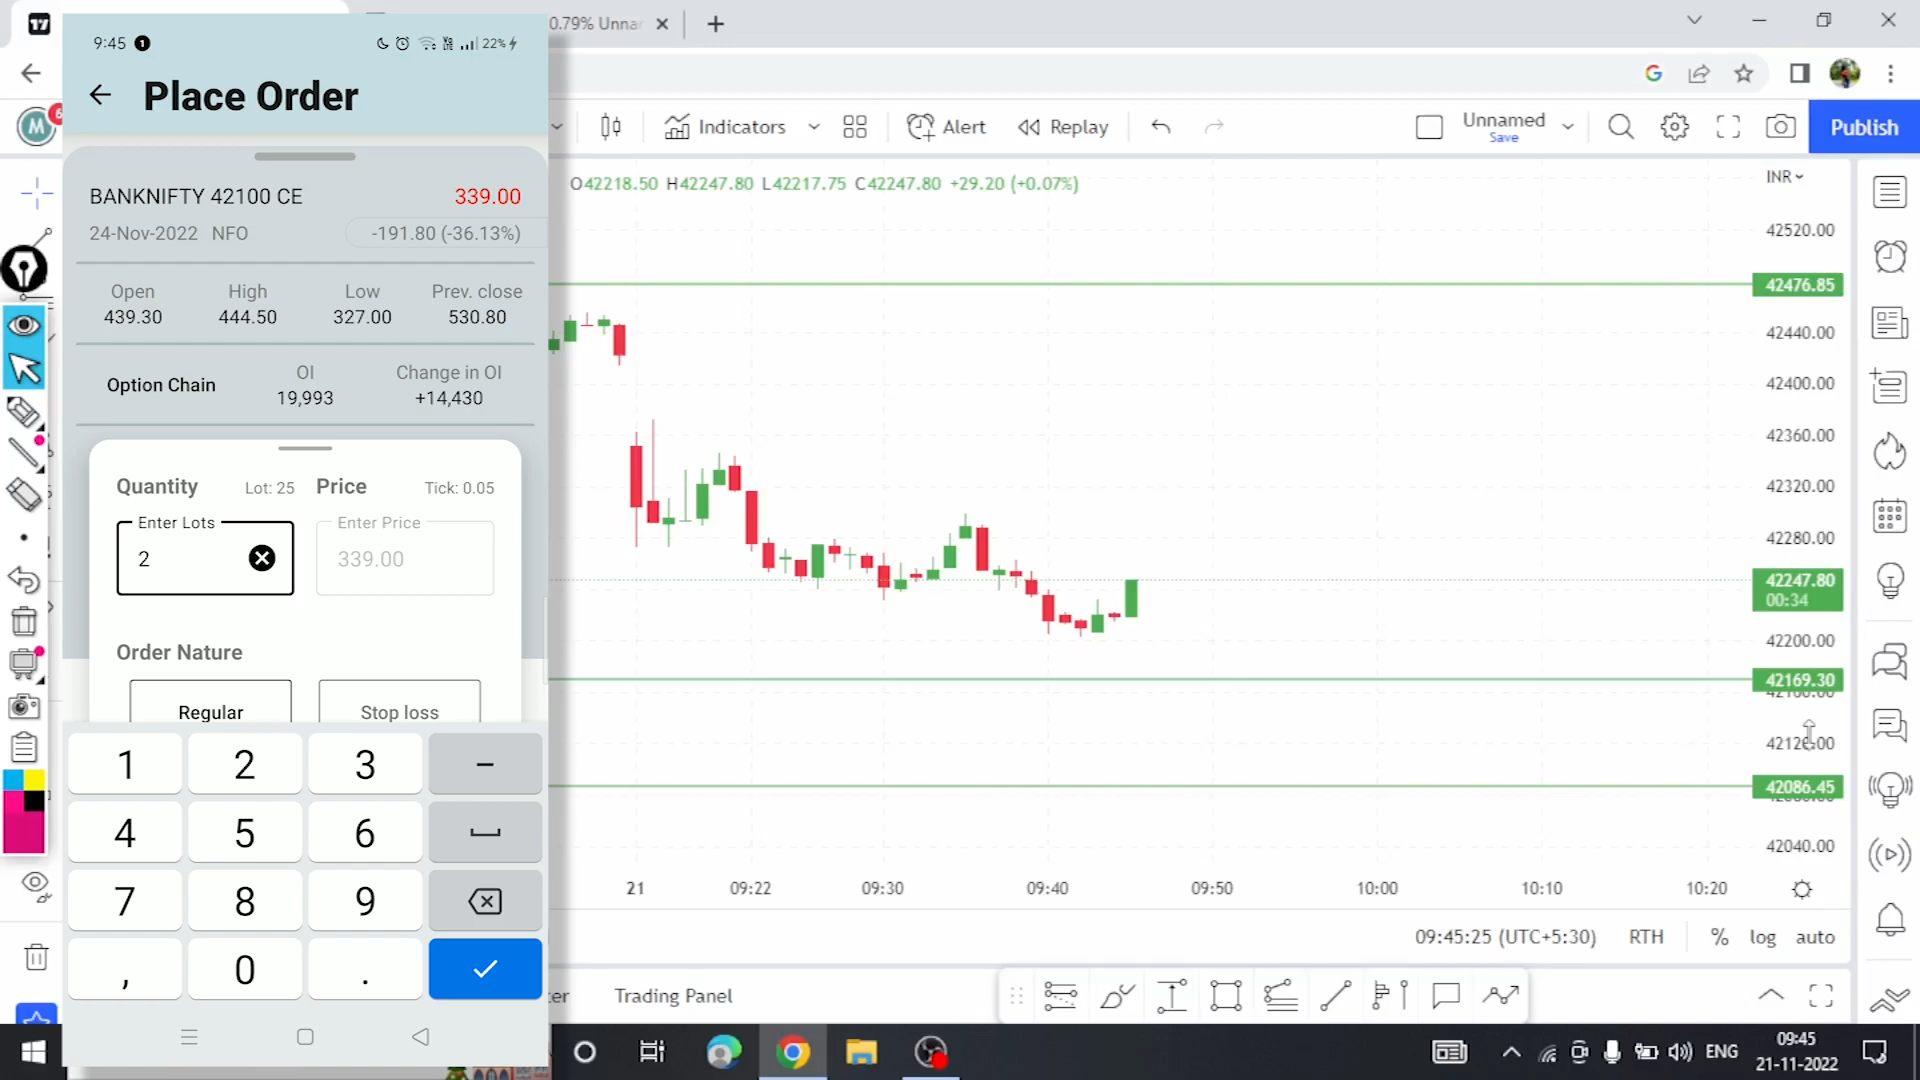 0.79% Unna
9:45 1
22%
Place Order
M 6
Indicators
Alert
Replay
Unnamed
Save
Publish
BANKNIFTY 42100 CE 339.00
24-Nov-2022 NFO -191.80 (-36.13%)
Open High Low Prev. close
439.30 444.50 327.00 530.80
Option Chain
OI Change in OI
19,993 +14,430
Quantity Lot: 25 Price Tick: 0.05
Enter Lots Enter Price
2 339.00
Order Nature
Regular Stop loss
1 2 3 –
4 5 6
7 8 9
, 0 .
O42218.50 H42247.80 L42217.75 C42247.80 +29.20 (+0.07%)
INR
42520.00
42476.85
42440.00
42400.00
42360.00
42320.00
42280.00
42247.80
00:34
42200.00
42169.30
42086.45
42040.00
21 09:22 09:30 09:40 09:50 10:00 10:10 10:20
09:45:25 (UTC+5:30) RTH % log auto
er Trading Panel
ENG
09:45
21-11-2022